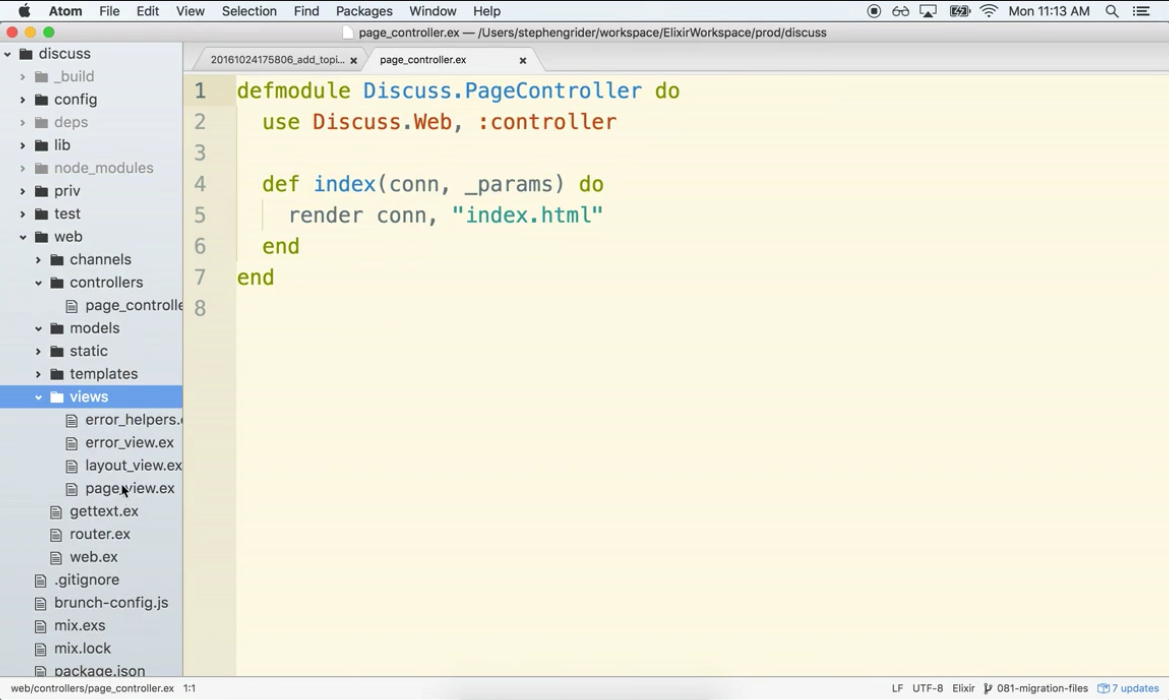 Atom File Edit View Selection Find Packages Window Help Mon 11:13 AM
page_controller.ex — /Users/stephengrider/workspace/ElixirWorkspace/prod/discuss
discuss
_build
config
deps
lib
node_modules
priv
test
web
channels
controllers
page_controlle
models
static
templates
views
error_helpers.e
error_view.ex
layout_view.ex
page_view.ex
gettext.ex
router.ex
web.ex
.gitignore
brunch-config.js
mix.exs
mix.lock
package.json
20161024175806_add_topi... page_controller.ex
1 defmodule Discuss.PageController do
2 use Discuss.Web, :controller
3
4 def index(conn, _params) do
5 render conn, "index.html"
6 end
7 end
8
web/controllers/page_controller.ex 1:1 LF UTF-8 Elixir 081-migration-files 7 updates